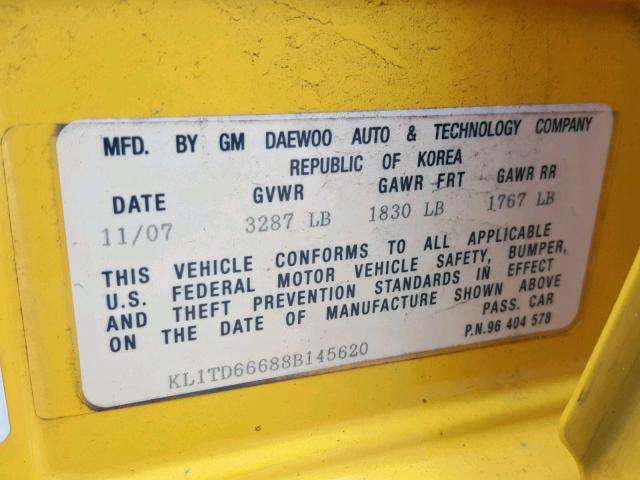 MFD. BY GM DAEWOO AUTO & TECHNOLOGY COMPANY
REPUBLIC OF KOREA
DATE GVWR GAWR FRT GAWR RR
11/07 3287 LB 1830 LB 1767 LB
THIS VEHICLE CONFORMS TO ALL APPLICABLE
U.S. FEDERAL MOTOR VEHICLE SAFETY, BUMPER,
AND THEFT PREVENTION STANDARDS IN EFFECT
ON THE DATE OF MANUFACTURE SHOWN ABOVE
PASS. CAR
P.N.96 404 578
KL1TD66688B145620